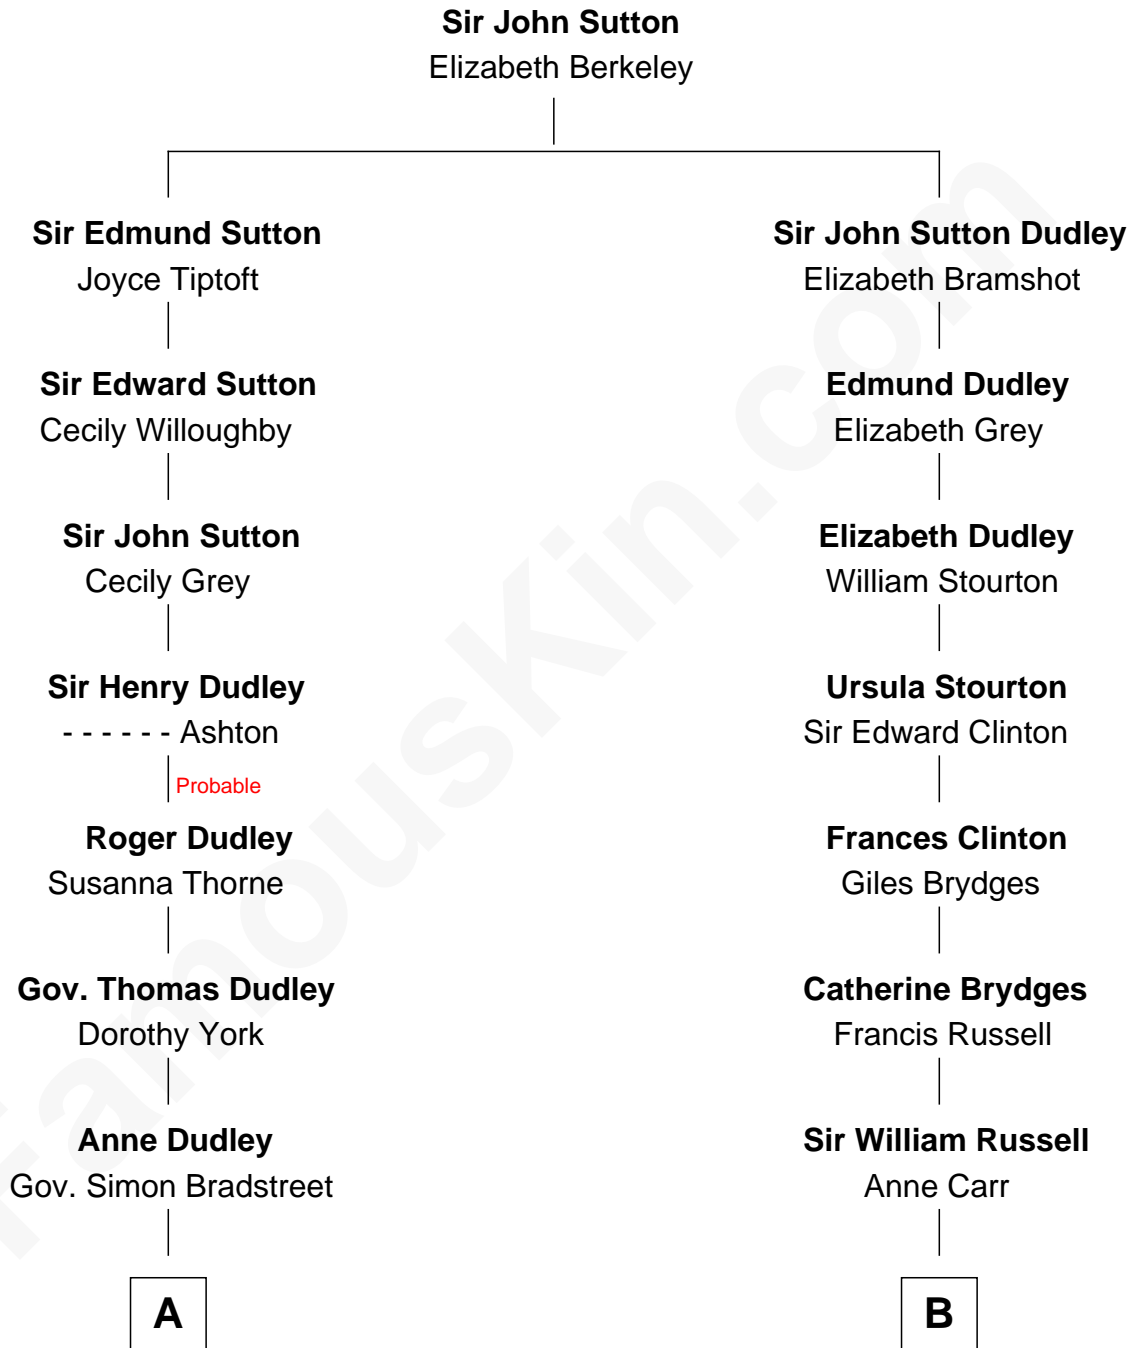 Sir John Sutton
Elizabeth Berkeley
Sir Edmund Sutton
Joyce Tiptoft
Sir Edward Sutton
Cecily Willoughby
Sir John Sutton
Cecily Grey
Sir Henry Dudley
- - - - - - Ashton
Probable
Roger Dudley
Susanna Thorne
Gov. Thomas Dudley
Dorothy York
Anne Dudley
Gov. Simon Bradstreet
A
Sir John Sutton Dudley
Elizabeth Bramshot
Edmund Dudley
Elizabeth Grey
Elizabeth Dudley
William Stourton
Ursula Stourton
Sir Edward Clinton
Frances Clinton
Giles Brydges
Catherine Brydges
Francis Russell
Sir William Russell
Anne Carr
B
FamousKin.com